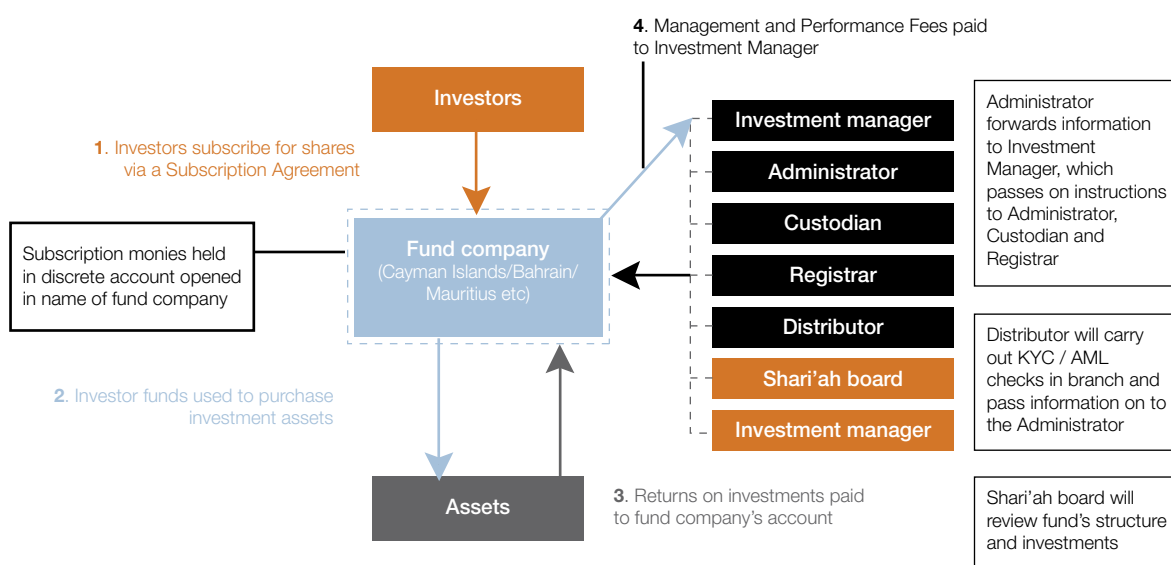 4. Management and Performance Fees paid
to Investment Manager
Investors
1. Investors subscribe for shares
via a Subscription Agreement
Subscription monies held
in discrete account opened
in name of fund company
Fund company
(Cayman Islands/Bahrain/
Mauritius etc)
2. Investor funds used to purchase
investment assets
Assets
3. Returns on investments paid
to fund company's account
Investment manager
Administrator
Custodian
Registrar
Distributor
Shari'ah board
Investment manager
Administrator
forwards information
to Investment
Manager, which
passes on instructions
to Administrator,
Custodian and
Registrar
Distributor will carry
out KYC / AML
checks in branch and
pass information on to
the Administrator
Shari'ah board will
review fund's structure
and investments